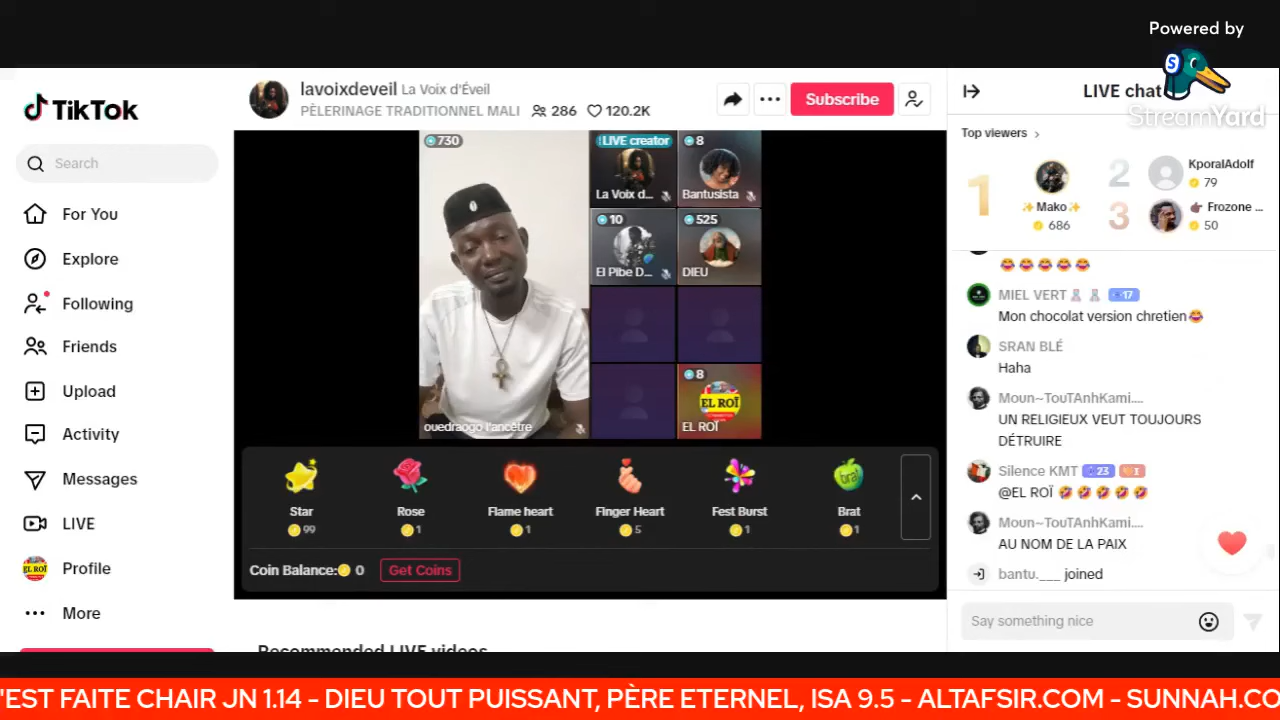 Powered by
StreamYard
TikTok
Search
For You
Explore
Following
Friends
Upload
Activity
Messages
LIVE
Profile
More
lavoixdeveil La Voix d'Éveil
PÈLERINAGE TRADITIONNEL MALI 286 120.2K
Subscribe
730
LIVE creator
La Voix d...
8
Bantusista
10
El Pibe D...
525
DIEU
8
EL ROÏ
EL ROÏ
ouedraogo l'ancêtre
Star
99
Rose
1
Flame heart
1
Finger Heart
5
Fest Burst
1
Brat
1
Coin Balance: 0
Get Coins
Recommended LIVE videos
LIVE chat
Top viewers
1
✨Mako✨
686
2
KporalAdolf
79
3
Frozone ...
50
😂😂😂😂😂
MIEL VERT 17
Mon chocolat version chretien😂
SRAN BLÉ
Haha
Moun~TouTAnhKami....
UN RELIGIEUX VEUT TOUJOURS
DÉTRUIRE
Silence KMT 23 1
@EL ROÏ 🤣🤣🤣🤣🤣
Moun~TouTAnhKami....
AU NOM DE LA PAIX
bantu.___ joined
Say something nice
'EST FAITE CHAIR JN 1.14 - DIEU TOUT PUISSANT, PÈRE ETERNEL, ISA 9.5 - ALTAFSIR.COM - SUNNAH.CO